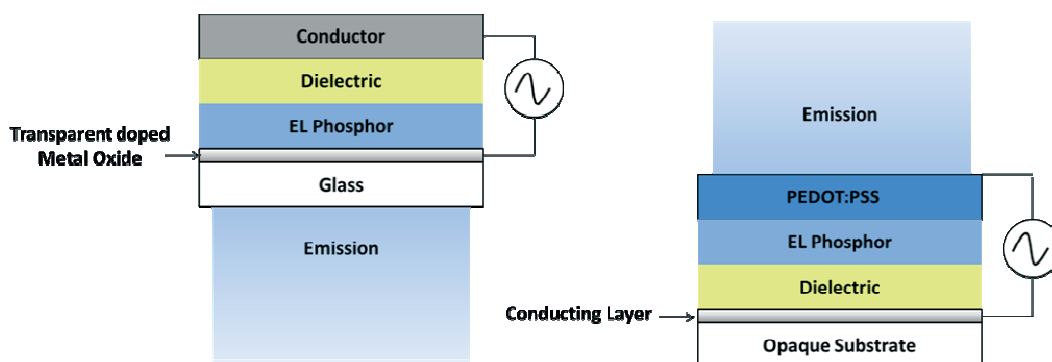 Conductor
Dielectric
EL Phosphor
Transparent doped
Metal Oxide
Glass
Emission
Emission
PEDOT:PSS
EL Phosphor
Dielectric
Conducting Layer
Opaque Substrate